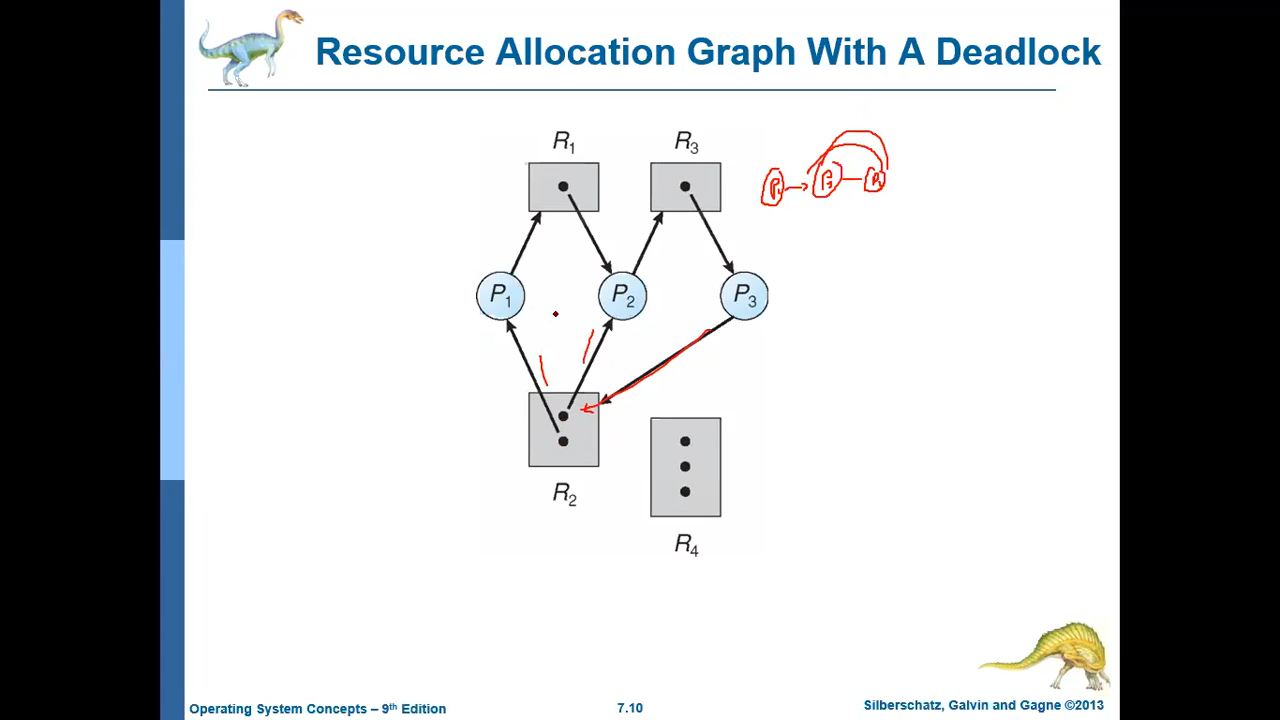 Resource Allocation Graph With A Deadlock
R1 R3
P1 P2 P3
R2
R4
Operating System Concepts – 9th Edition 7.10 Silberschatz, Galvin and Gagne ©2013